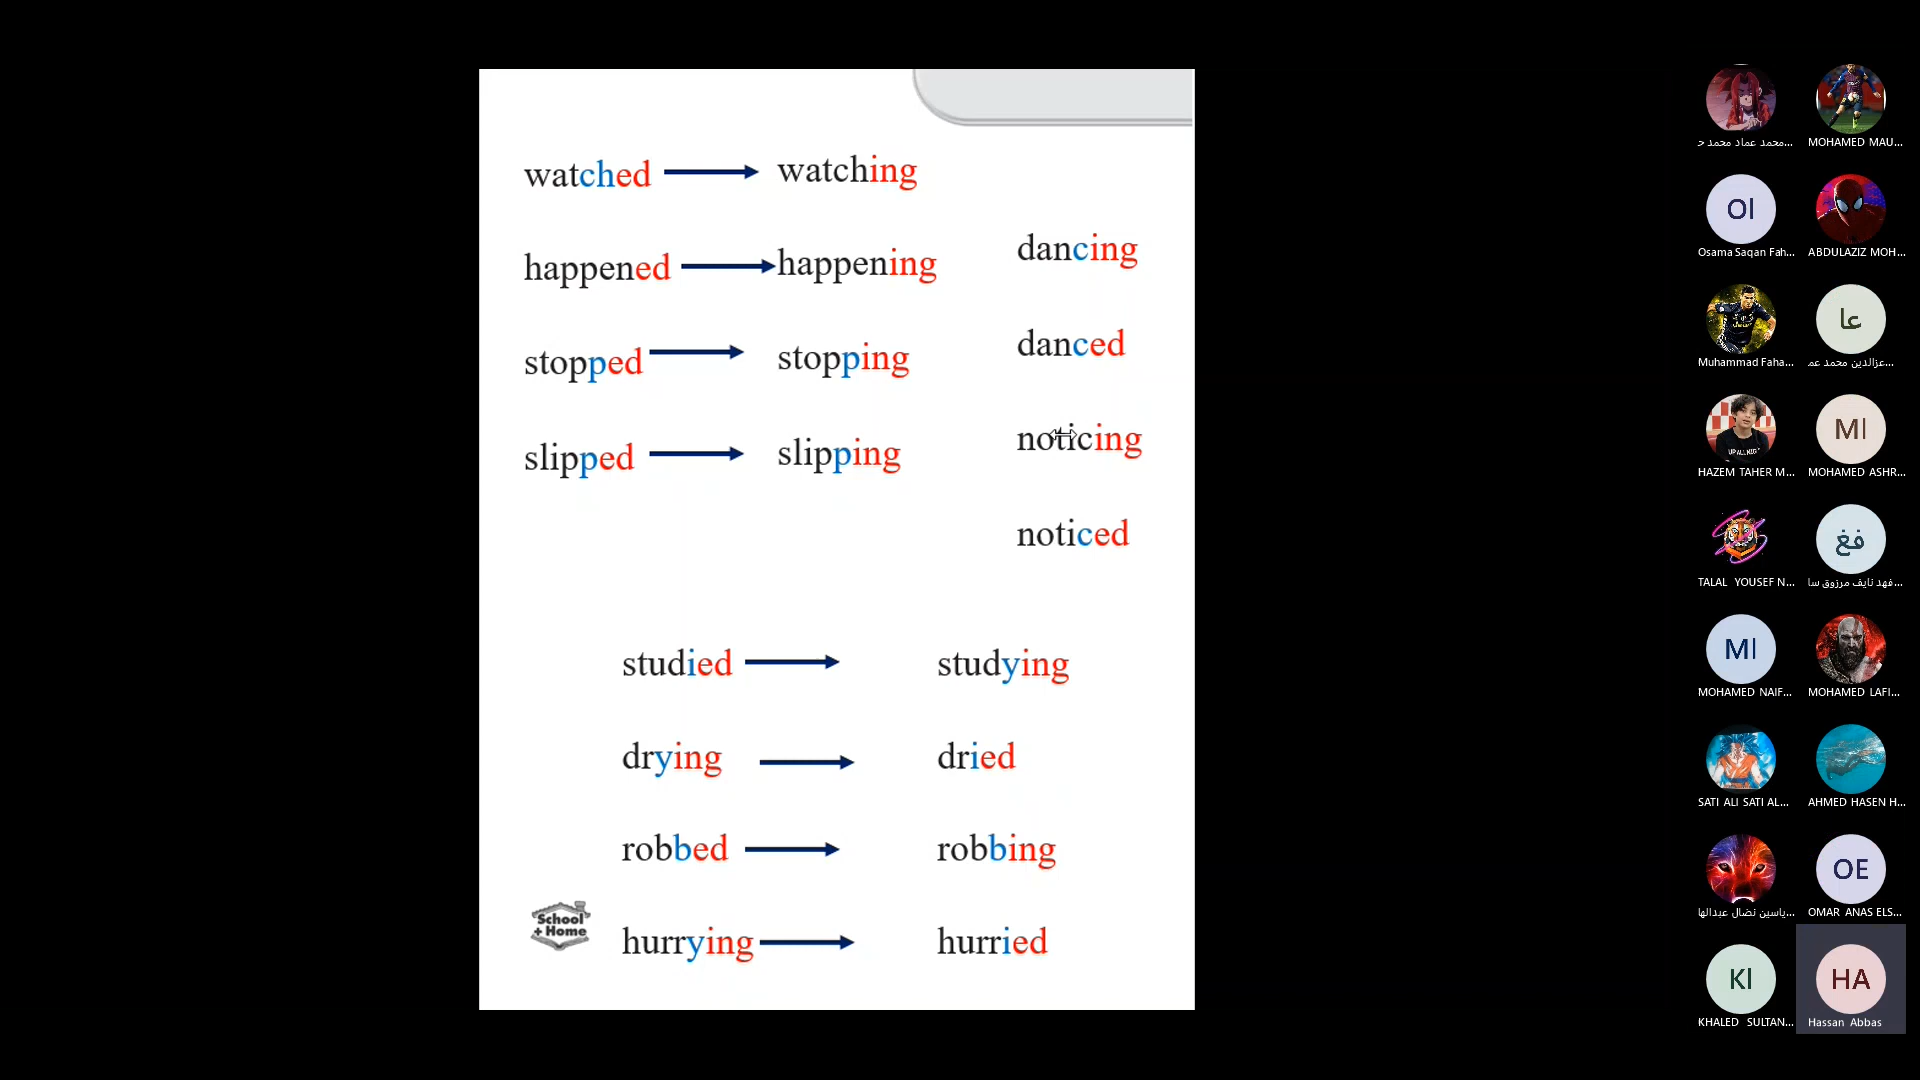 watched watching
dancing
happened happening
danced
stopped stopping
noticing
slipped slipping
noticed
studied studying
drying dried
robbed robbing
hurrying hurried
School
+ Home
محمد عماد محمد ح...
MOHAMED MAU...
OI
Osama Saqan Fah...
ABDULAZIZ MOH...
Muhammad Faha...
عا
عزالدين محمد عم...
HAZEM TAHER M...
MI
MOHAMED ASHR...
TALAL YOUSEF N...
فغ
فهد نايف مرزوق سا...
MI
MOHAMED NAIF...
MOHAMED LAFI...
SATI ALI SATI AL...
AHMED HASEN H...
ياسين نضال عبدالها...
OE
OMAR ANAS ELS...
KI
KHALED SULTAN...
HA
Hassan Abbas